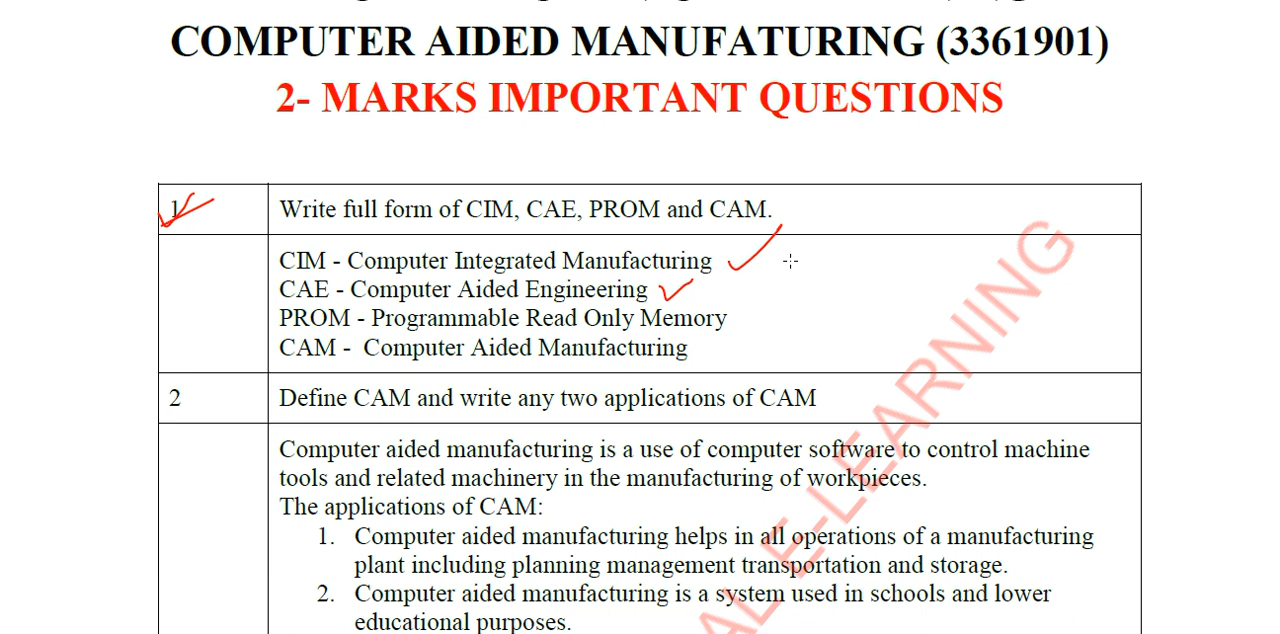 COMPUTER AIDED MANUFATURING (3361901)
2- MARKS IMPORTANT QUESTIONS
1
Write full form of CIM, CAE, PROM and CAM.
CIM - Computer Integrated Manufacturing
CAE - Computer Aided Engineering
PROM - Programmable Read Only Memory
CAM - Computer Aided Manufacturing
2
Define CAM and write any two applications of CAM
Computer aided manufacturing is a use of computer software to control machine
tools and related machinery in the manufacturing of workpieces.
The applications of CAM:
1. Computer aided manufacturing helps in all operations of a manufacturing
plant including planning management transportation and storage.
2. Computer aided manufacturing is a system used in schools and lower
educational purposes.
E-LEARNING